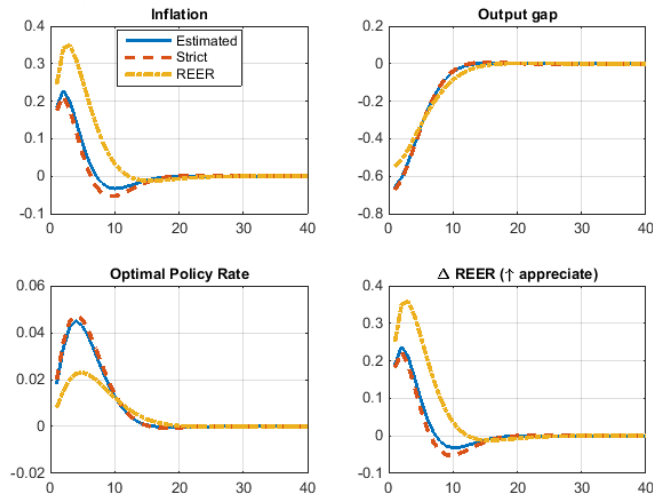 Inflation
0.4
0.3
0.2
0.1
0
-0.1
0 10 20 30 40
Estimated
Strict
REER
Output gap
0.2
0
-0.2
-0.4
-0.6
-0.8
0 10 20 30 40
Optimal Policy Rate
0.06
0.04
0.02
0
-0.02
0 10 20 30 40
Δ REER (↑ appreciate)
0.4
0.3
0.2
0.1
0
-0.1
0 10 20 30 40